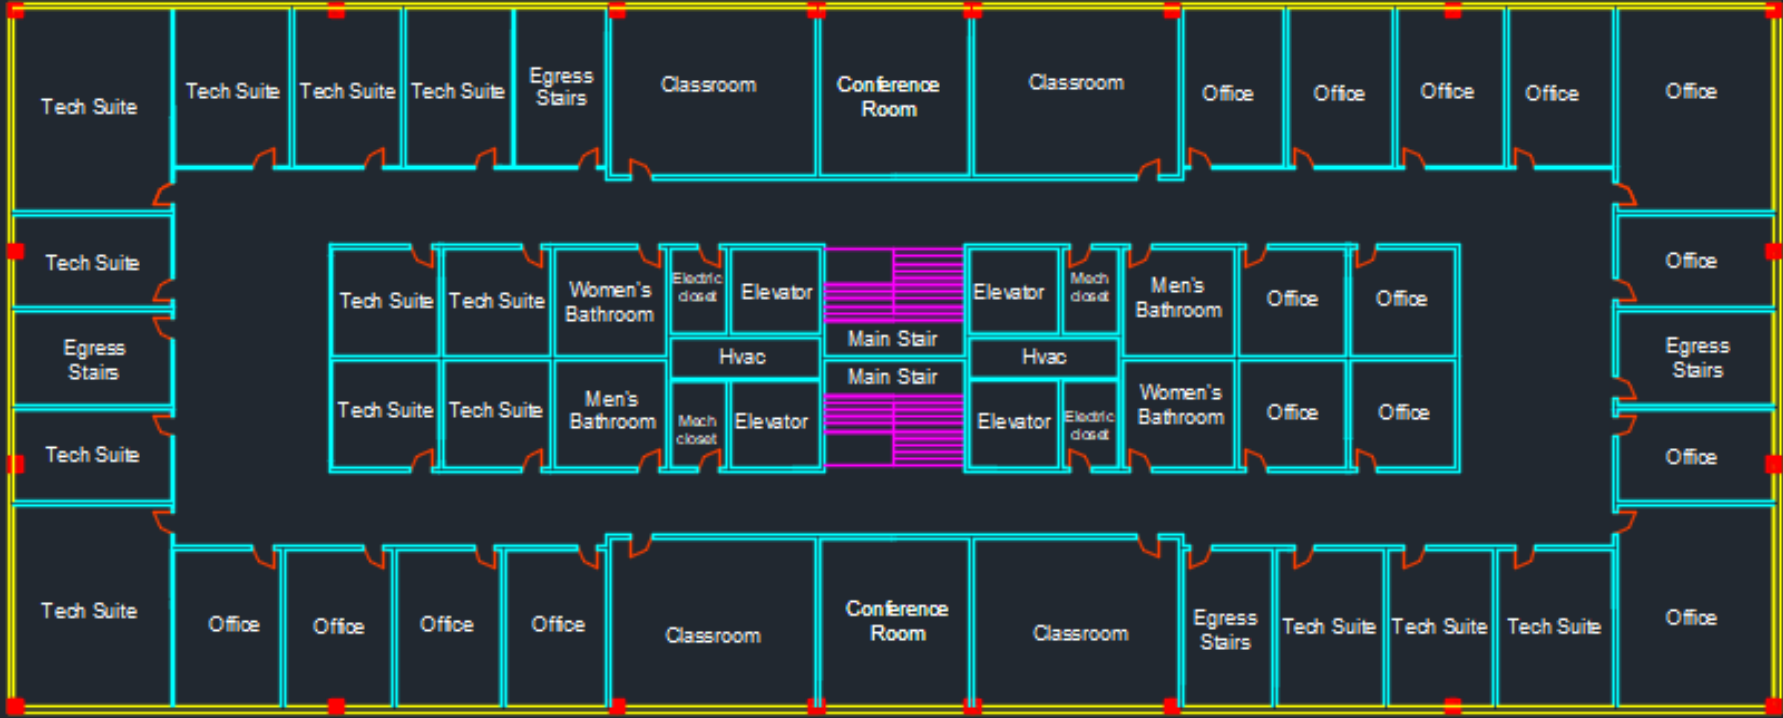 Tech Suite
Tech Suite
Tech Suite
Tech Suite
Egress
Stairs
Classroom
Conference
Room
Classroom
Office
Office
Office
Office
Office
Tech Suite
Tech Suite
Tech Suite
Women's
Bathroom
Electric
closet
Elevator
Main Stair
Elevator
Mech
closet
Men's
Bathroom
Office
Office
Office
Egress
Stairs
Hvac
Hvac
Egress
Stairs
Tech Suite
Tech Suite
Tech Suite
Men's
Bathroom
Mech
closet
Elevator
Main Stair
Elevator
Electric
closet
Women's
Bathroom
Office
Office
Office
Tech Suite
Office
Office
Office
Office
Classroom
Conference
Room
Classroom
Egress
Stairs
Tech Suite
Tech Suite
Tech Suite
Office